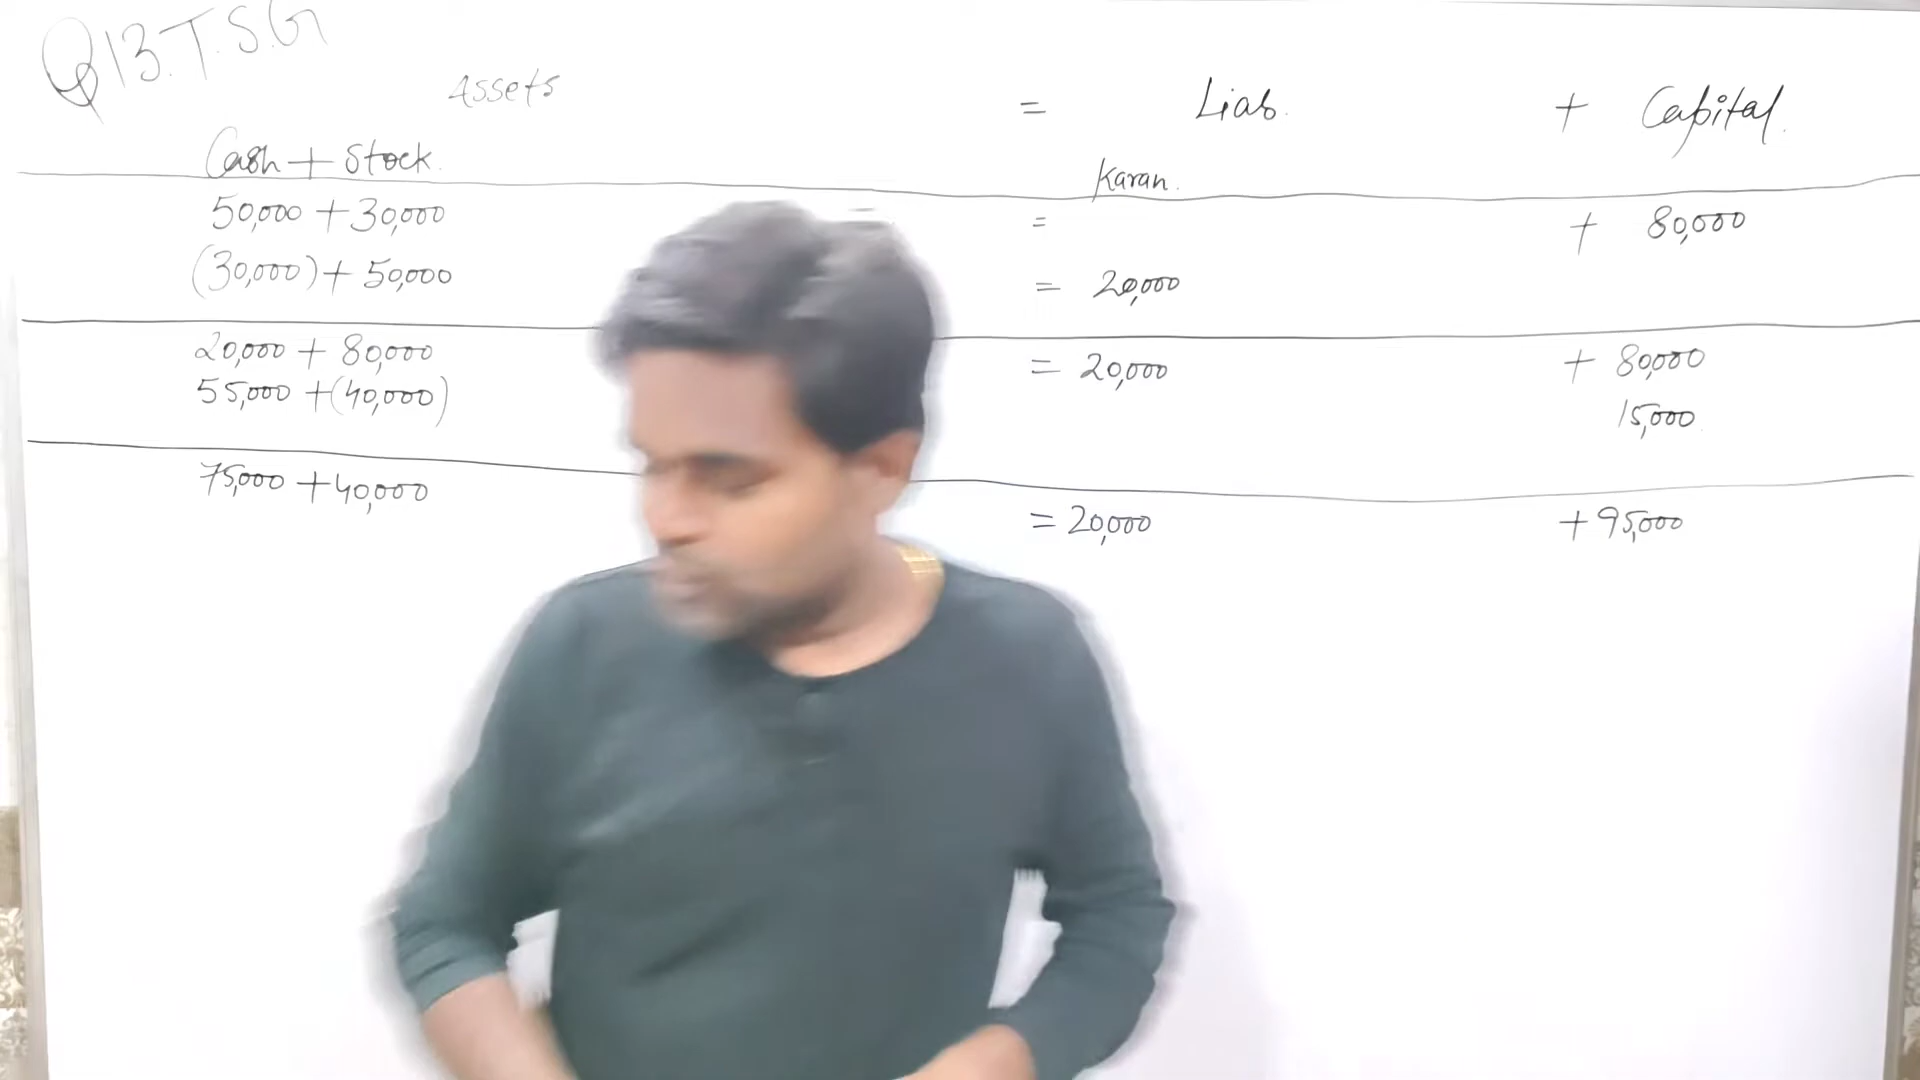 Q13. T.S.G
Assets = Liab. + Capital.
Cash + Stock.
Karan.
50,000 + 30,000 = + 80,000
(30,000) + 50,000 = 20,000
20,000 + 80,000 = 20,000 + 80,000
55,000 + (40,000) 15,000
75,000 + 40,000 = 20,000 + 95,000